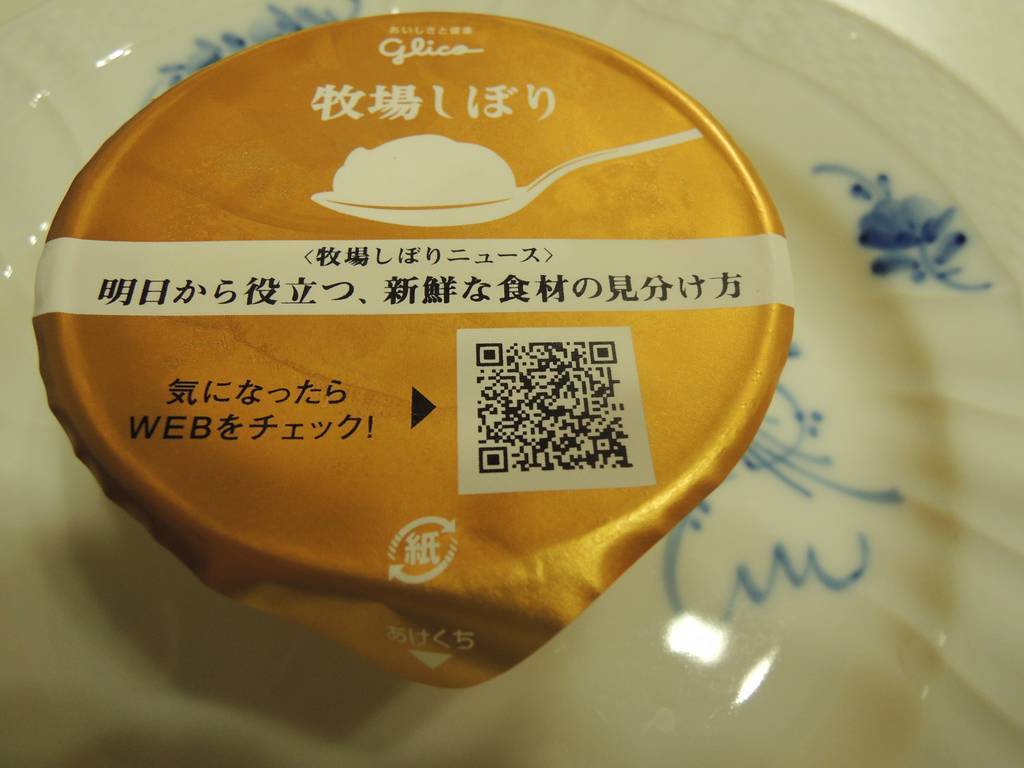 おいしさと健康
Glico
牧場しぼり
〈牧場しぼりニュース〉
明日から役立つ、新鮮な食材の見分け方
気になったら
WEBをチェック!
紙
あけくち